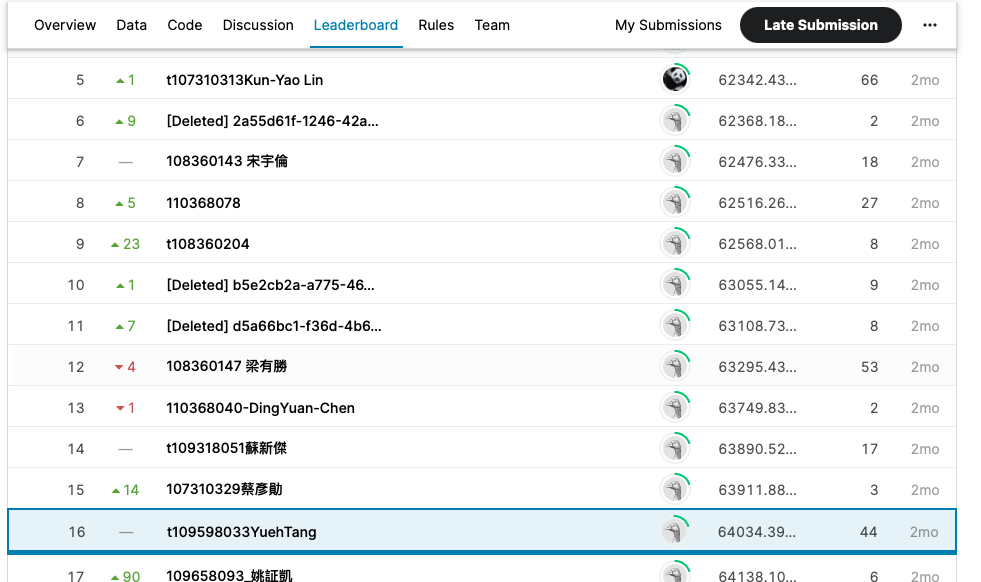 Overview Data Code Discussion Leaderboard Rules Team My Submissions Late Submission ...
5 1 t107310313Kun-Yao Lin 62342.43... 66 2mo
6 9 [Deleted] 2a55d61f-1246-42a... 62368.18... 2 2mo
7 — 108360143 宋宇倫 62476.33... 18 2mo
8 5 110368078 62516.26... 27 2mo
9 23 t108360204 62568.01... 8 2mo
10 1 [Deleted] b5e2cb2a-a775-46... 63055.14... 9 2mo
11 7 [Deleted] d5a66bc1-f36d-4b6... 63108.73... 8 2mo
12 4 108360147 梁有勝 63295.43... 53 2mo
13 1 110368040-DingYuan-Chen 63749.83... 2 2mo
14 — t109318051蘇新傑 63890.52... 17 2mo
15 14 107310329蔡彥勛 63911.88... 3 2mo
16 — t109598033YuehTang 64034.39... 44 2mo
17 90 109658093_姚証凱 64138.10... 6 2mo